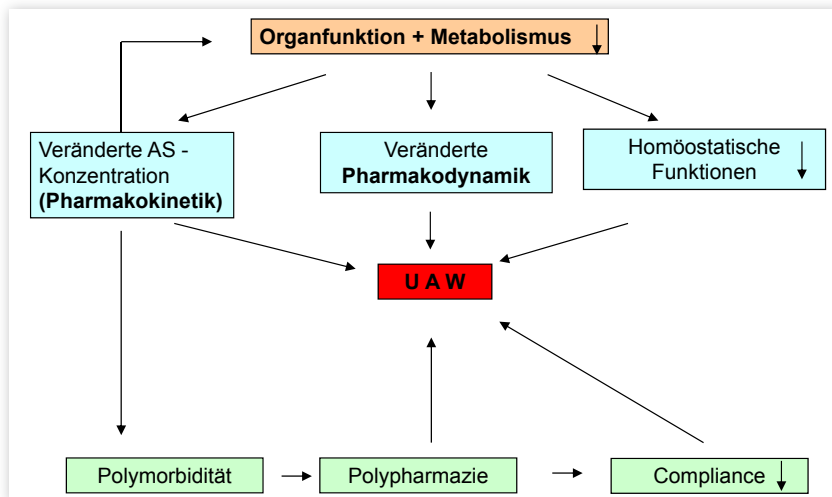 Organfunktion + Metabolismus
Veränderte AS -
Konzentration
(Pharmakokinetik)
Veränderte
Pharmakodynamik
Homöostatische
Funktionen
U A W
Polymorbidität
Polypharmazie
Compliance